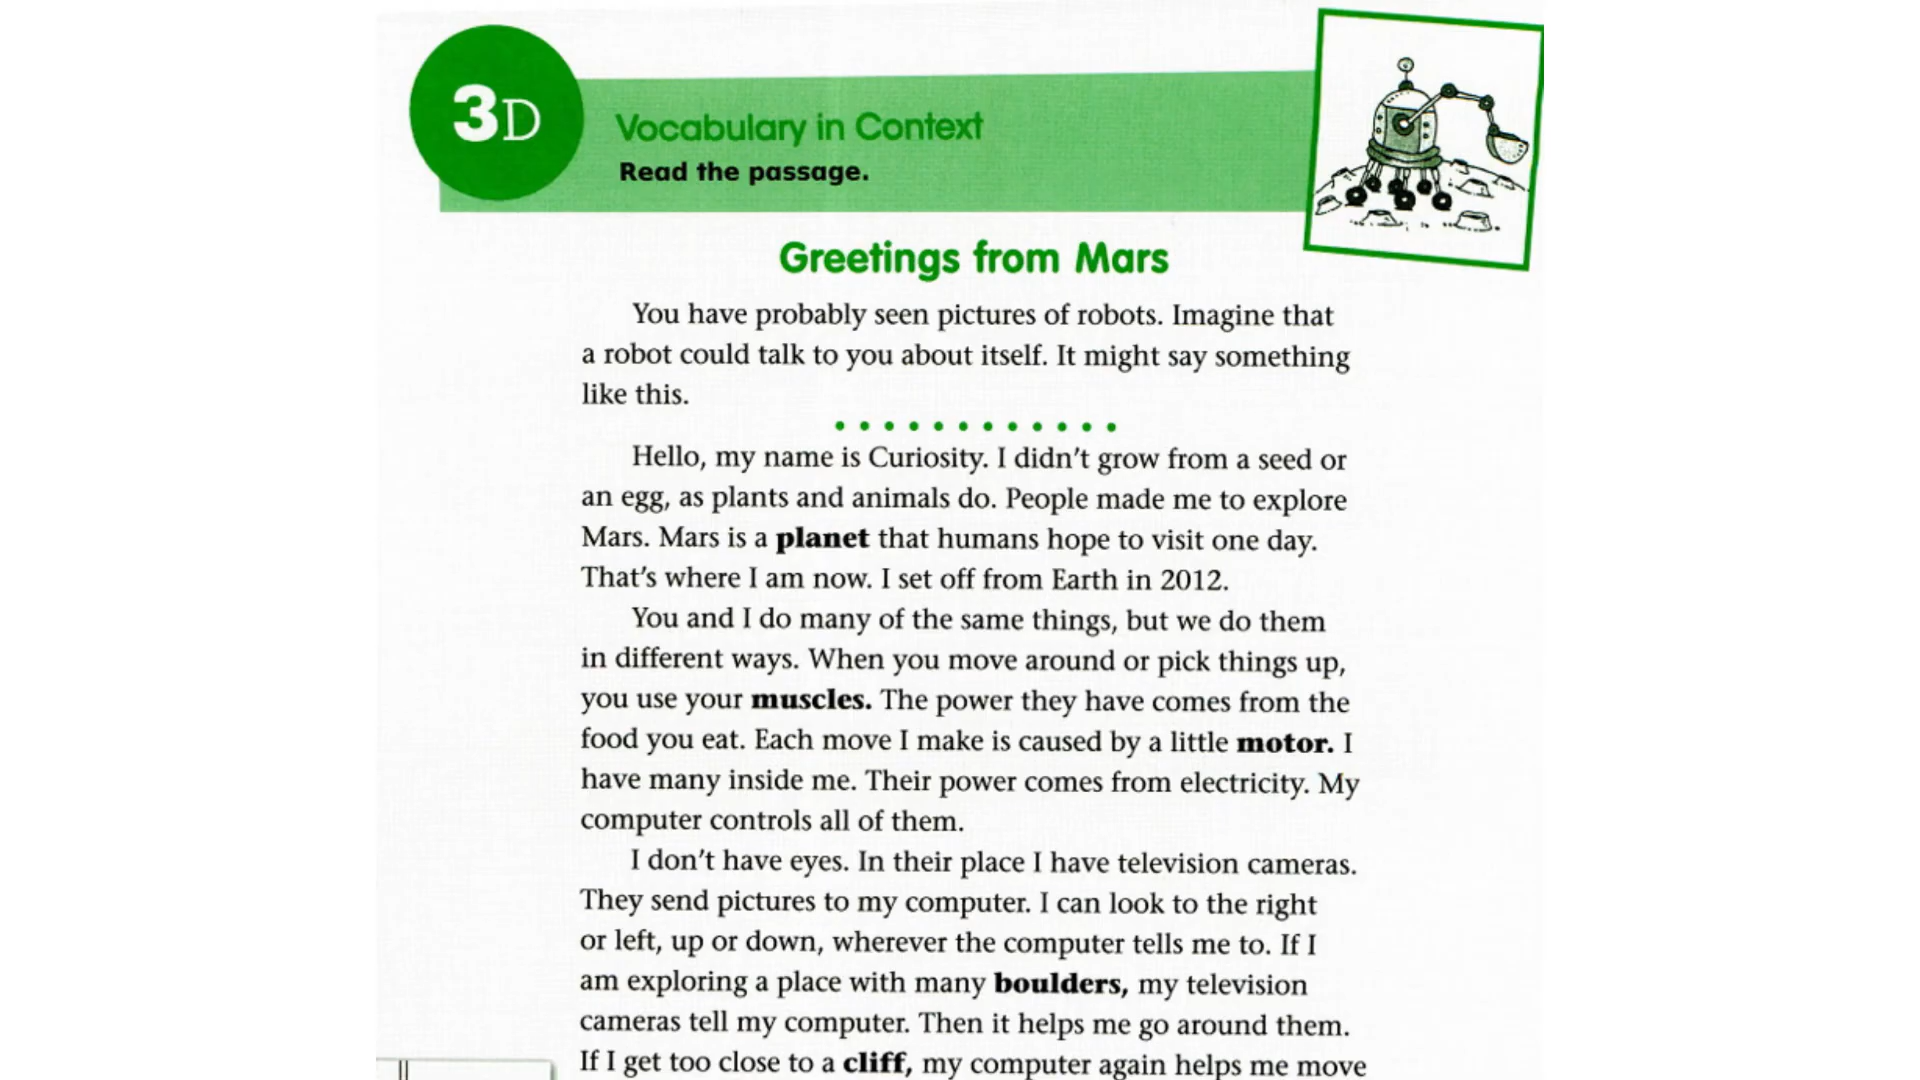 3D
Vocabulary in Context
Read the passage.
Greetings from Mars
You have probably seen pictures of robots. Imagine that
a robot could talk to you about itself. It might say something
like this.
Hello, my name is Curiosity. I didn't grow from a seed or
an egg, as plants and animals do. People made me to explore
Mars. Mars is a planet that humans hope to visit one day.
That's where I am now. I set off from Earth in 2012.
You and I do many of the same things, but we do them
in different ways. When you move around or pick things up,
you use your muscles. The power they have comes from the
food you eat. Each move I make is caused by a little motor. I
have many inside me. Their power comes from electricity. My
computer controls all of them.
I don't have eyes. In their place I have television cameras.
They send pictures to my computer. I can look to the right
or left, up or down, wherever the computer tells me to. If I
am exploring a place with many boulders, my television
cameras tell my computer. Then it helps me go around them.
If I get too close to a cliff, my computer again helps me move